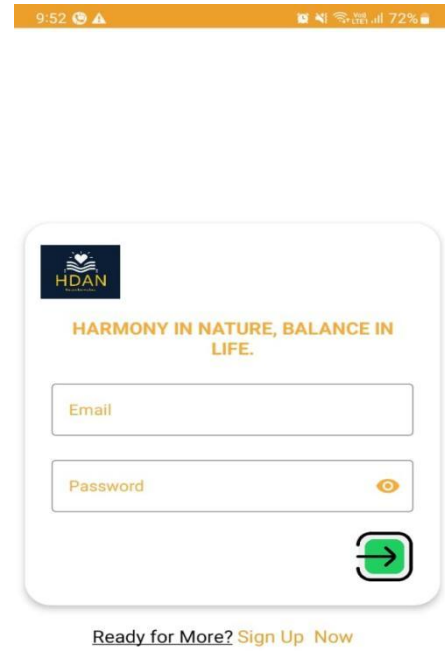 9:52
72%
HDAN
HARMONY IN NATURE, BALANCE IN
LIFE.
Email
Password
Ready for More? Sign Up Now